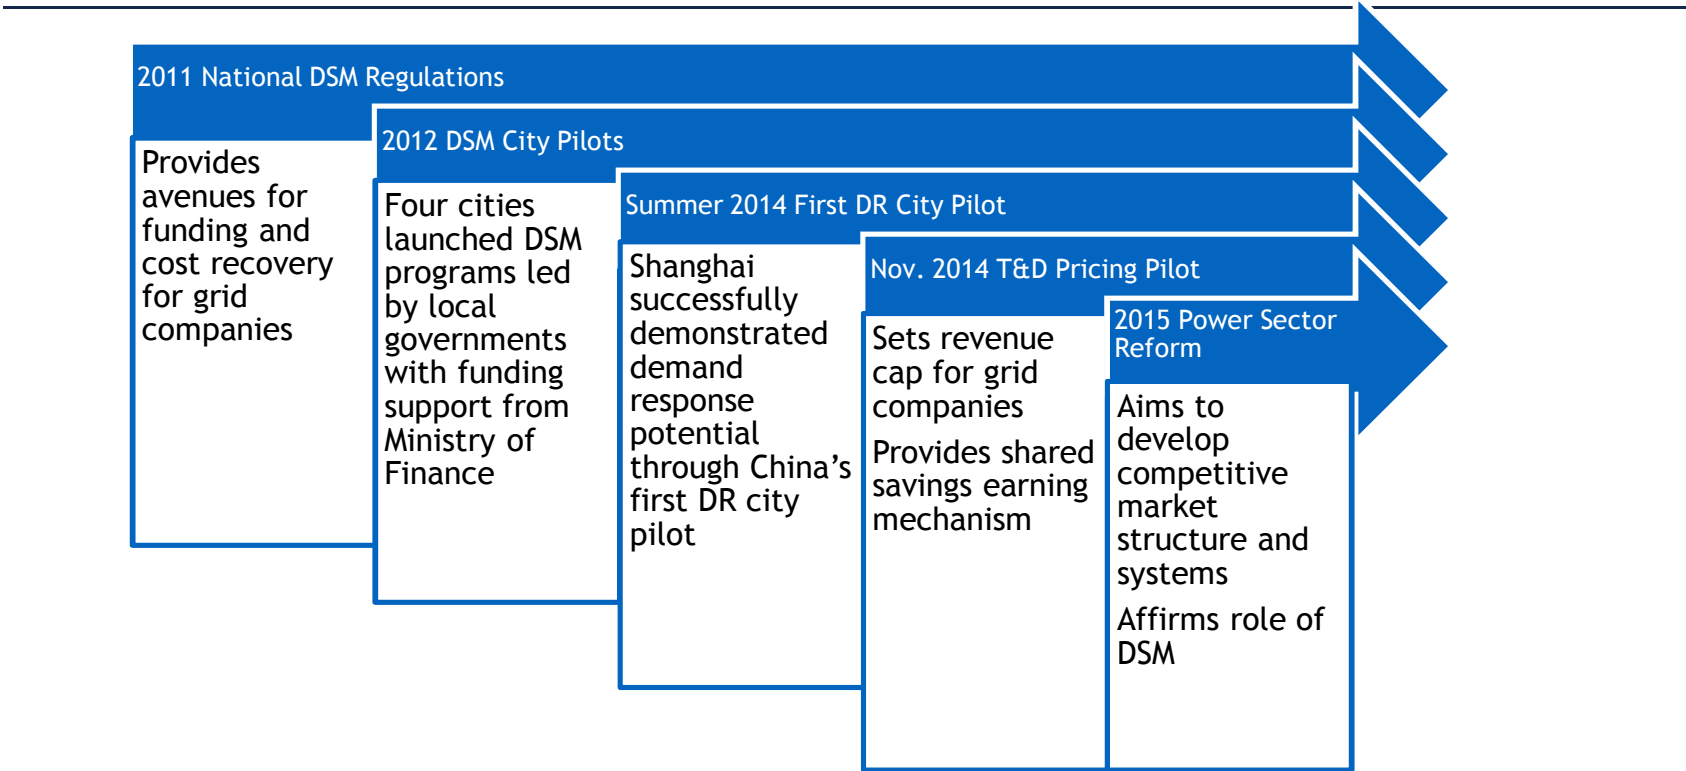 2011 National DSM Regulations
Provides
avenues for
funding and
cost recovery
for grid
companies
2012 DSM City Pilots
Four cities
launched DSM
programs led
by local
governments
with funding
support from
Ministry of
Finance
Summer 2014 First DR City Pilot
Shanghai
successfully
demonstrated
demand
response
potential
through China’s
first DR city
pilot
Nov. 2014 T&D Pricing Pilot
Sets revenue
cap for grid
companies
Provides shared
savings earning
mechanism
2015 Power Sector
Reform
Aims to
develop
competitive
market
structure and
systems
Affirms role of
DSM